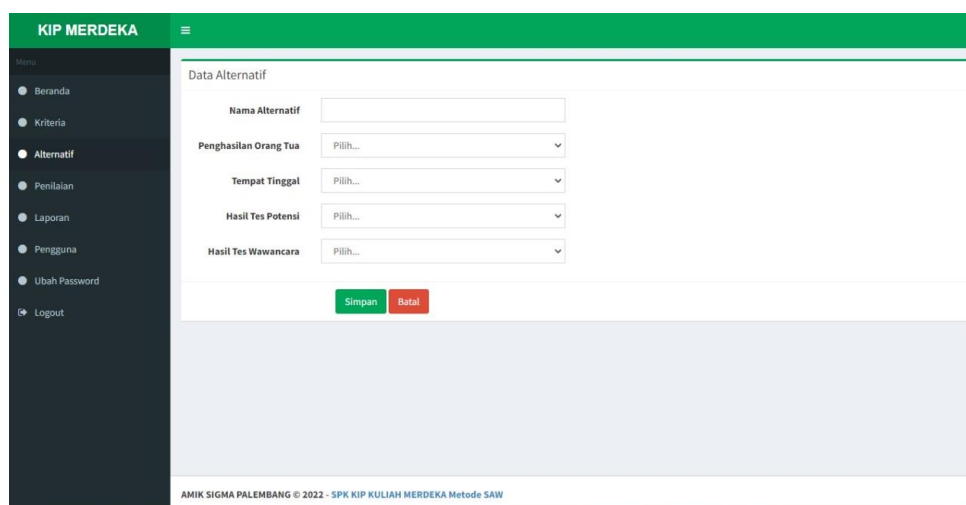 KIP MERDEKA
Menu
Beranda
Kriteria
Alternatif
Penilaian
Laporan
Pengguna
Ubah Password
Logout
Data Alternatif
Nama Alternatif
Penghasilan Orang Tua Pilih...
Tempat Tinggal Pilih...
Hasil Tes Potensi Pilih...
Hasil Tes Wawancara Pilih...
Simpan Batal
AMIK SIGMA PALEMBANG © 2022 - SPK KIP KULIAH MERDEKA Metode SAW